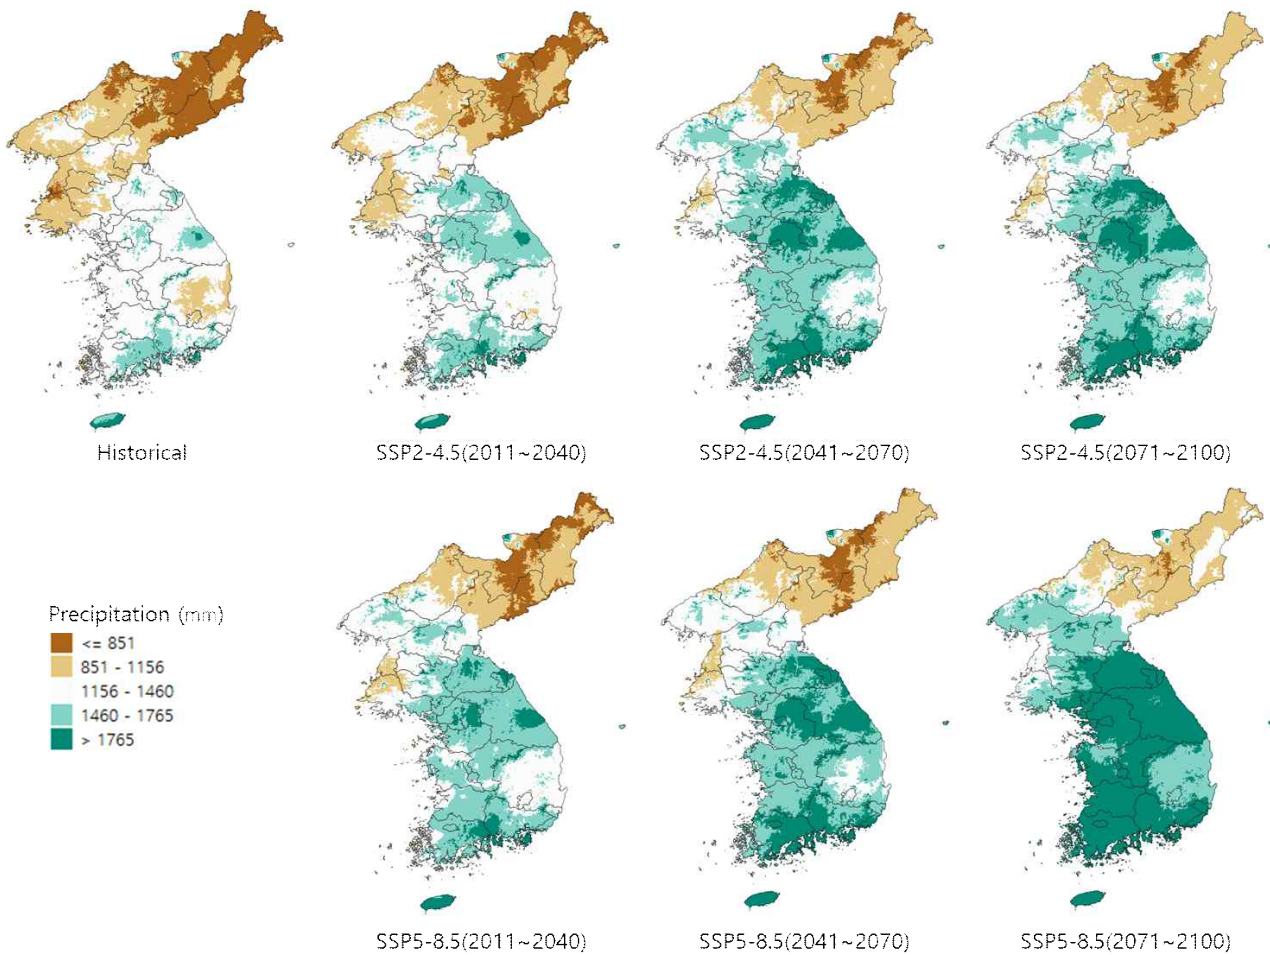 Historical
SSP2-4.5(2011~2040)
SSP2-4.5(2041~2070)
SSP2-4.5(2071~2100)
Precipitation (mm)
<= 851
851 - 1156
1156 - 1460
1460 - 1765
> 1765
SSP5-8.5(2011~2040)
SSP5-8.5(2041~2070)
SSP5-8.5(2071~2100)